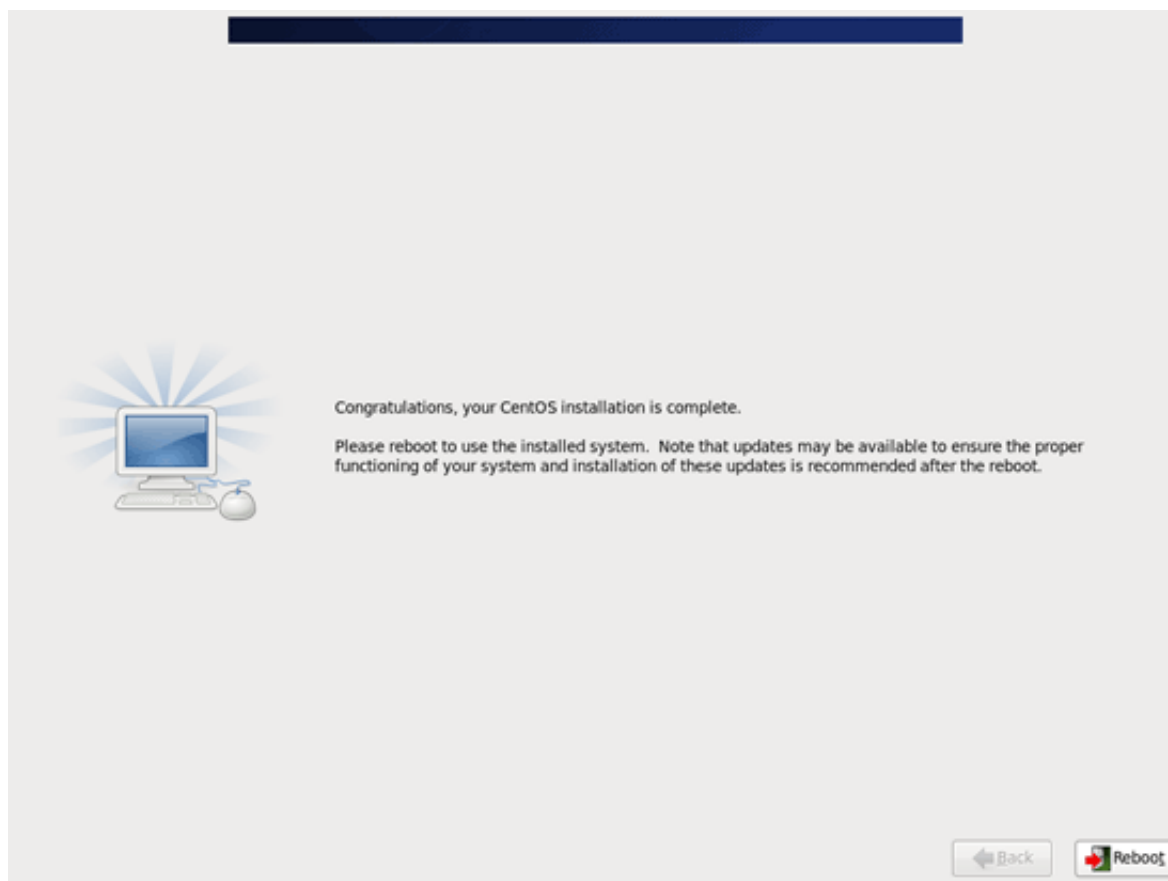 Congratulations, your CentOS installation is complete.
Please reboot to use the installed system.  Note that updates may be available to ensure the proper
functioning of your system and installation of these updates is recommended after the reboot.
Back
Reboot